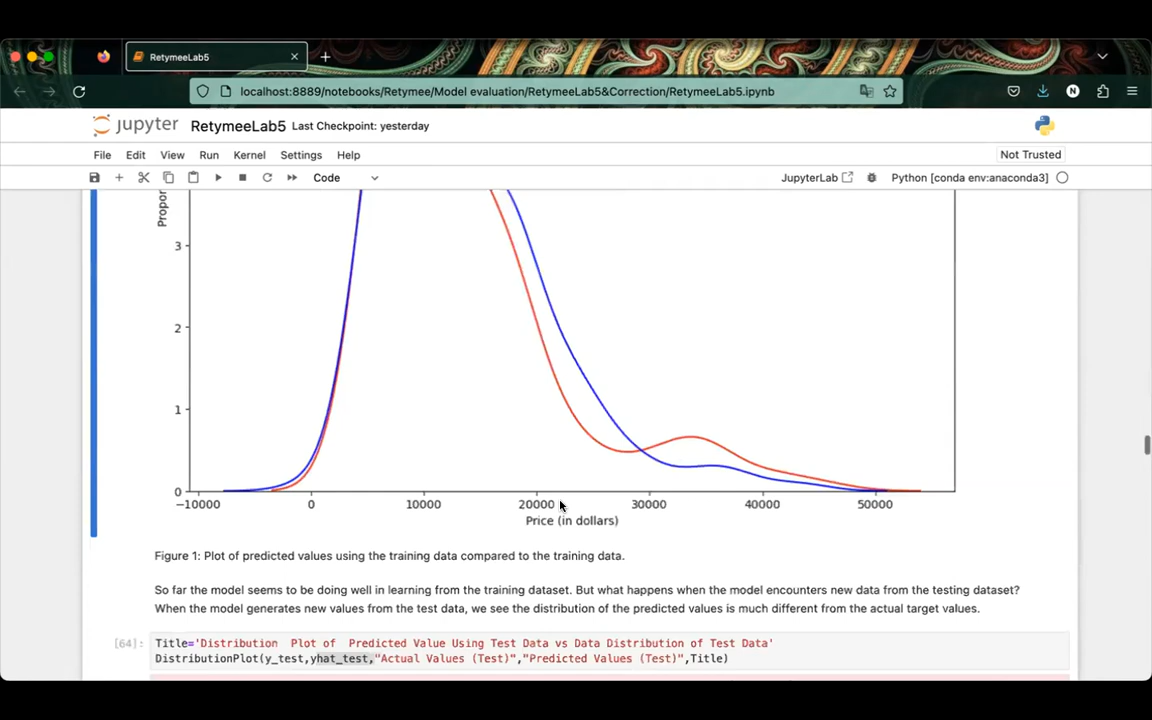 RetymeeLab5
localhost:8889/notebooks/Retymee/Model evaluation/RetymeeLab5&Correction/RetymeeLab5.ipynb
N
jupyter RetymeeLab5 Last Checkpoint: yesterday
File Edit View Run Kernel Settings Help
Not Trusted
Code
JupyterLab
Python [conda env:anaconda3]
Propor
3
2
1
0
−10000 0 10000 20000 30000 40000 50000
Price (in dollars)
Figure 1: Plot of predicted values using the training data compared to the training data.
So far the model seems to be doing well in learning from the training dataset. But what happens when the model encounters new data from the testing dataset?
When the model generates new values from the test data, we see the distribution of the predicted values is much different from the actual target values.
[64]: Title='Distribution  Plot of  Predicted Value Using Test Data vs Data Distribution of Test Data'
DistributionPlot(y_test,yhat_test,"Actual Values (Test)","Predicted Values (Test)",Title)